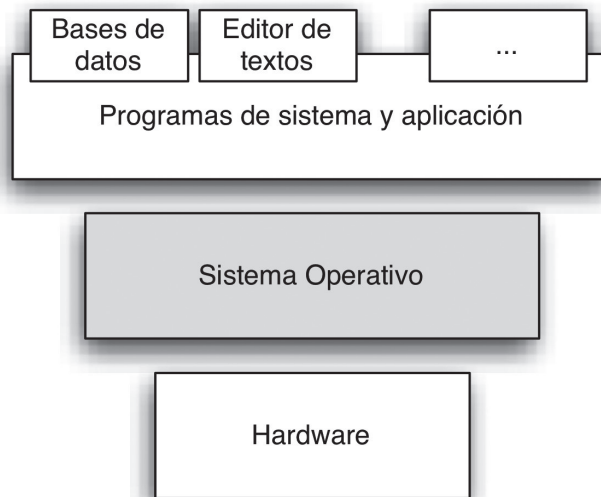 Bases de
datos
Editor de
textos
...
Programas de sistema y aplicación
Sistema Operativo
Hardware